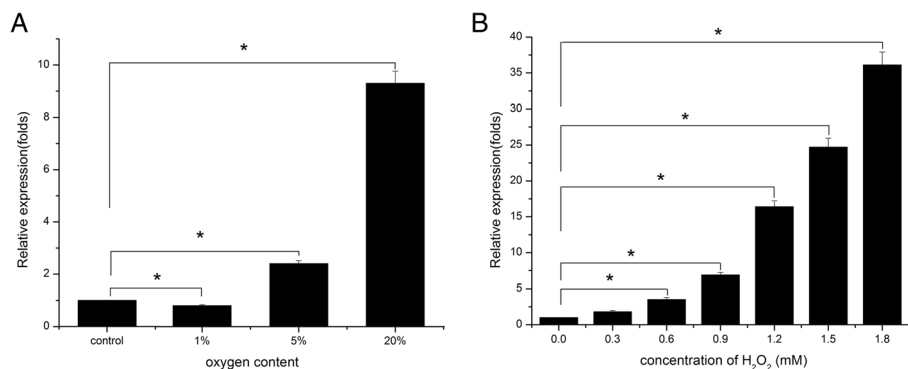 A
Relative expression(folds)
10
8
6
4
2
0
*
*
*
control 1% 5% 20%
oxygen content
B
Relative expression(folds)
40
35
30
25
20
15
10
5
0
*
*
*
*
*
0.0 0.3 0.6 0.9 1.2 1.5 1.8
concentration of H₂O₂ (mM)